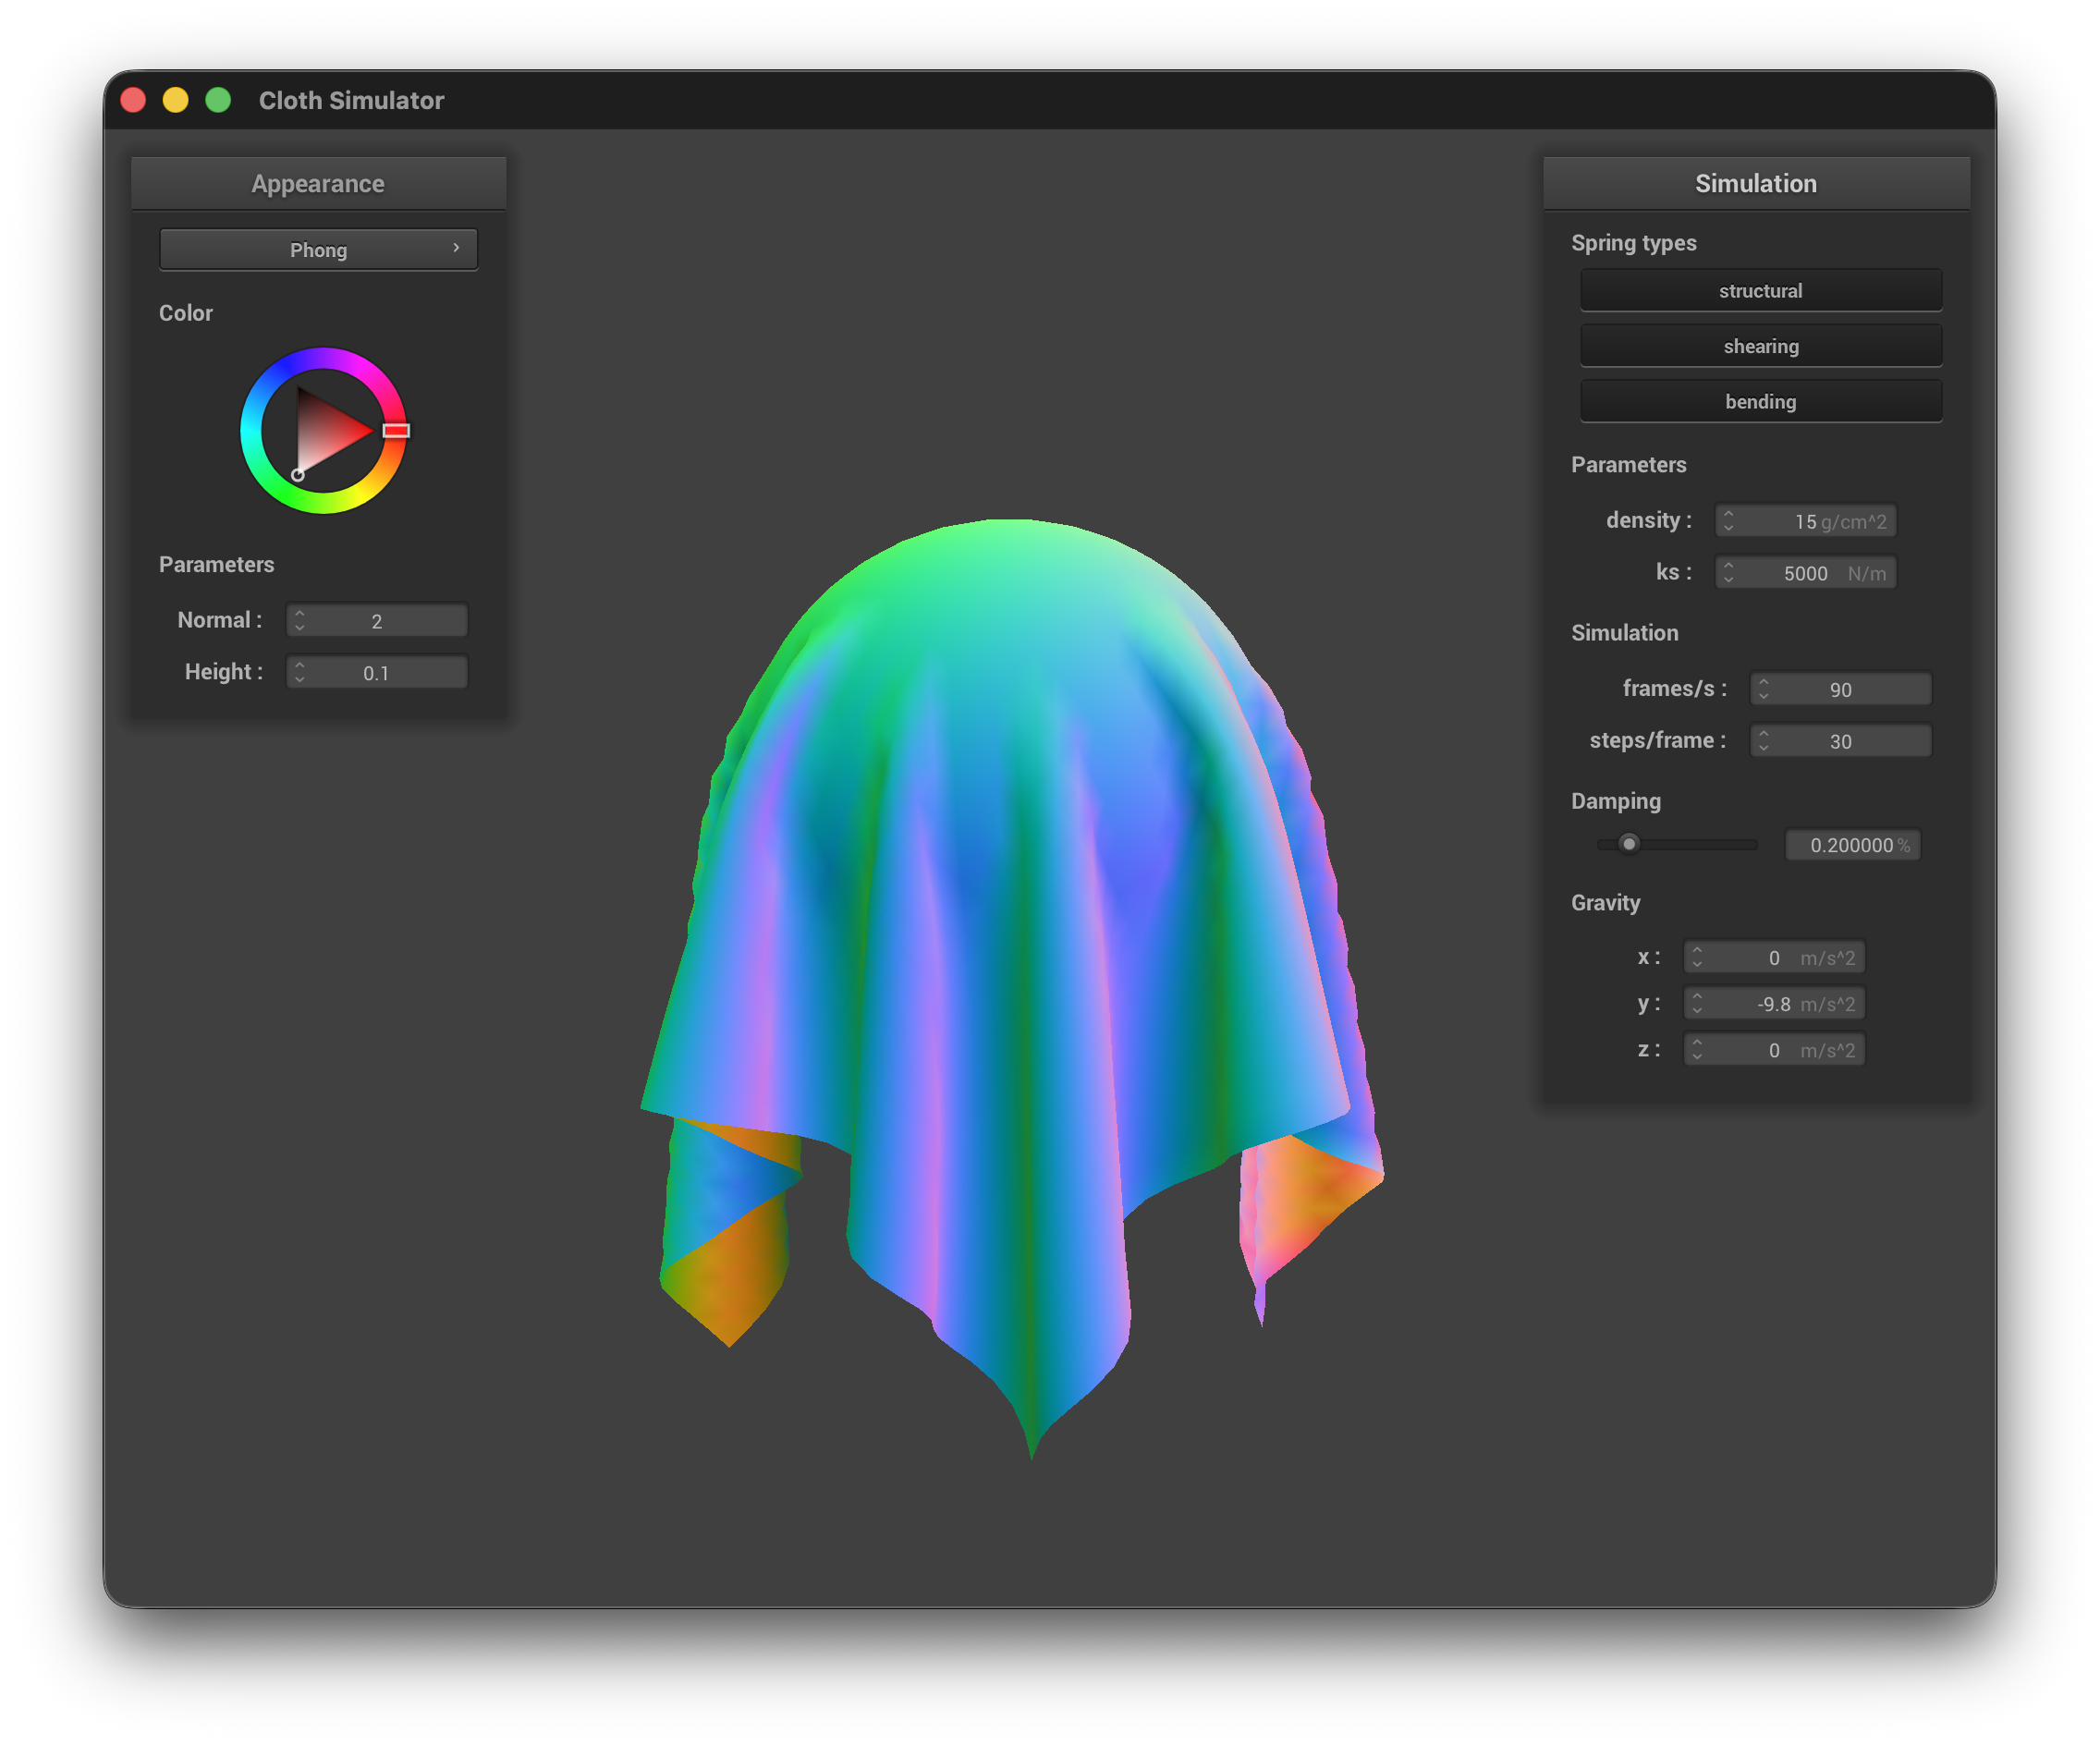 Cloth Simulator
Appearance
Phong
Color
Parameters
Normal : 2
Height : 0.1
Simulation
Spring types
structural
shearing
bending
Parameters
density : 15 g/cm^2
ks : 5000 N/m
Simulation
frames/s : 90
steps/frame : 30
Damping
0.200000 %
Gravity
x : 0 m/s^2
y : -9.8 m/s^2
z : 0 m/s^2